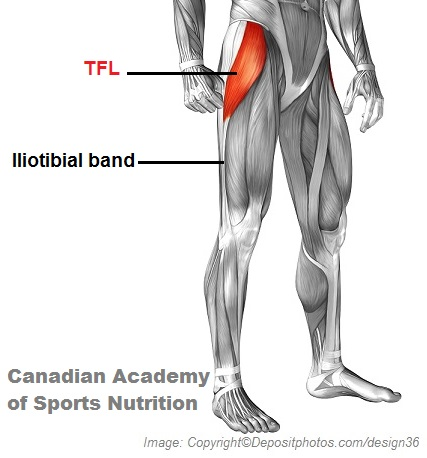 TFL
Iliotibial band
Canadian Academy
of Sports Nutrition
Image: Copyright©Depositphotos.com/design36